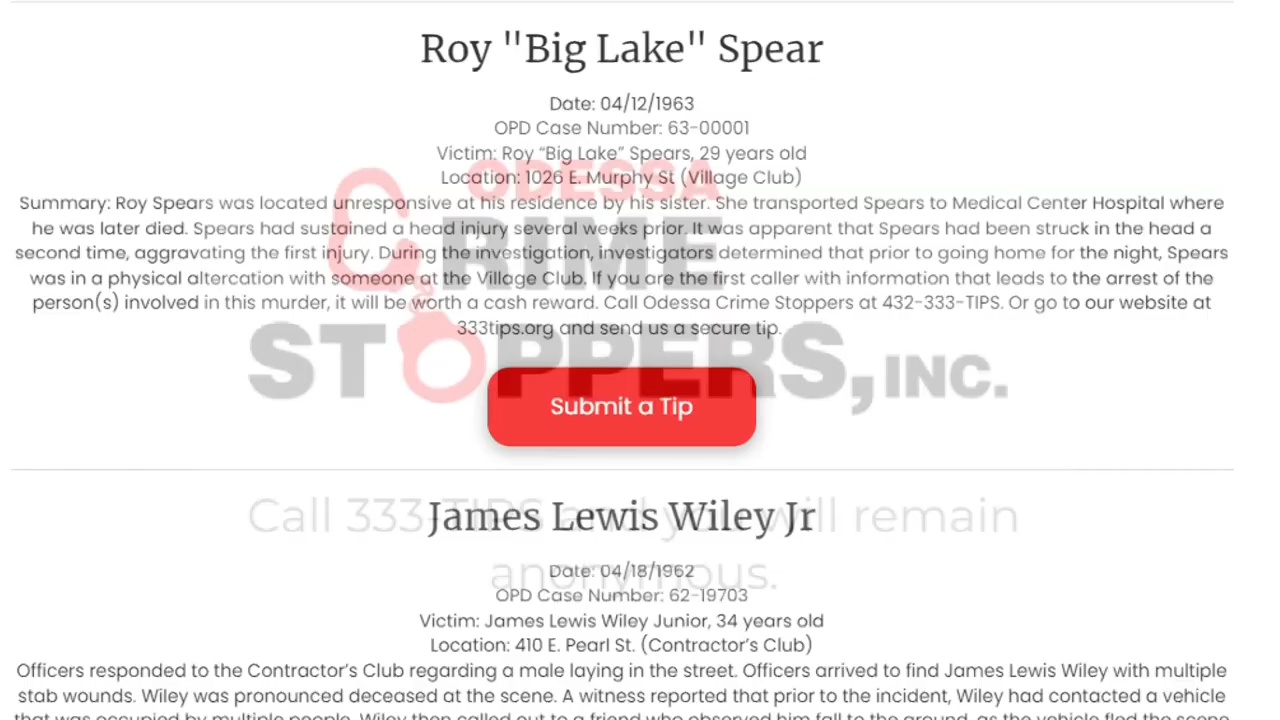 Roy "Big Lake" Spear
Date: 04/12/1963
OPD Case Number: 63-00001
Victim: Roy “Big Lake” Spears, 29 years old
Location: 1026 E. Murphy St (Village Club)
Summary: Roy Spears was located unresponsive at his residence by his sister. She transported Spears to Medical Center Hospital where
he was later died. Spears had sustained a head injury several weeks prior. It was apparent that Spears had been struck in the head a
second time, aggravating the first injury. During the investigation, investigators determined that prior to going home for the night, Spears
was in a physical altercation with someone at the Village Club. If you are the first caller with information that leads to the arrest of the
person(s) involved in this murder, it will be worth a cash reward. Call Odessa Crime Stoppers at 432-333-TIPS. Or go to our website at
333tips.org and send us a secure tip.
ODESSA
CRIME
STOPPERS, INC.
Submit a Tip
Call 333-TIPS and you will remain
anonymous.
James Lewis Wiley Jr
Date: 04/18/1962
OPD Case Number: 62-19703
Victim: James Lewis Wiley Junior, 34 years old
Location: 410 E. Pearl St. (Contractor’s Club)
Officers responded to the Contractor’s Club regarding a male laying in the street. Officers arrived to find James Lewis Wiley with multiple
stab wounds. Wiley was pronounced deceased at the scene. A witness reported that prior to the incident, Wiley had contacted a vehicle
that was occupied by multiple people. Wiley then called out to a friend who observed him fall to the ground, as the vehicle fled the scene